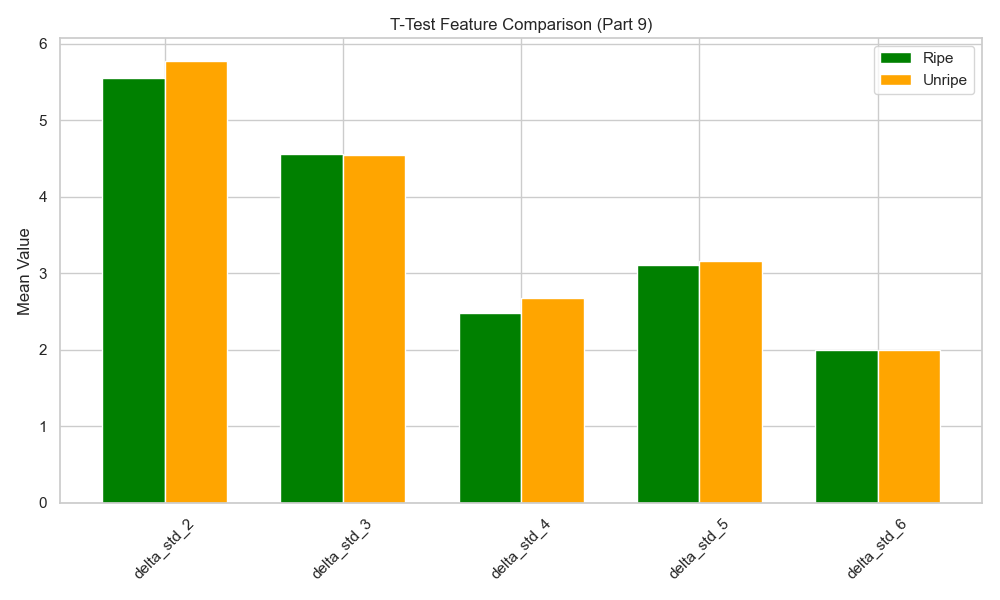 T-Test Feature Comparison (Part 9)
Ripe
Unripe
Mean Value
6
5
4
3
2
1
0
delta_std_2
delta_std_3
delta_std_4
delta_std_5
delta_std_6